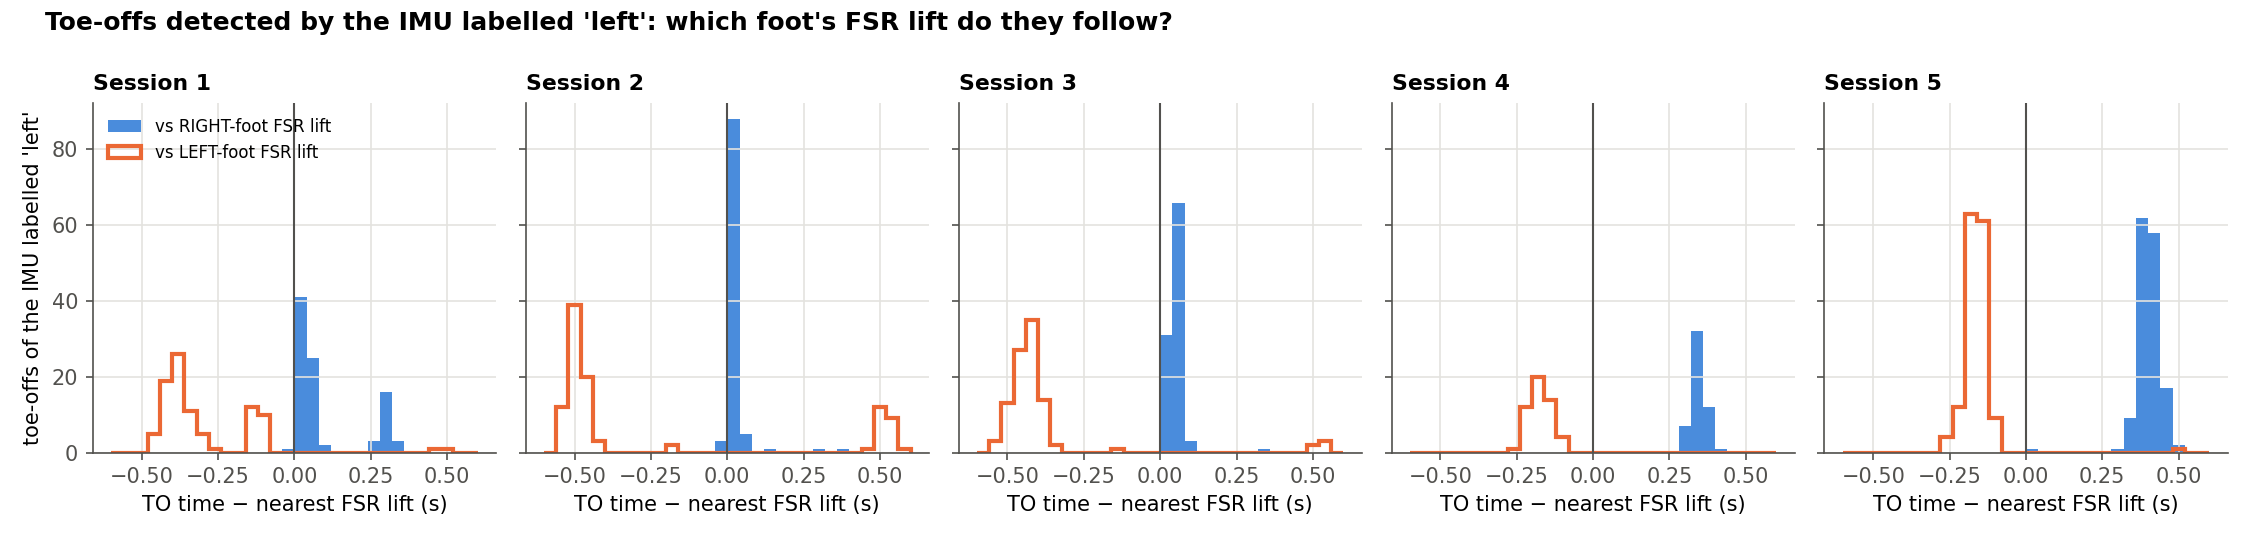 Toe-offs detected by the IMU labelled 'left': which foot's FSR lift do they follow?
Session 1
Session 2
Session 3
Session 4
Session 5
vs RIGHT-foot FSR lift
vs LEFT-foot FSR lift
toe-offs of the IMU labelled 'left'
80
60
40
20
0
−0.50 −0.25 0.00 0.25 0.50
−0.50 −0.25 0.00 0.25 0.50
−0.50 −0.25 0.00 0.25 0.50
−0.50 −0.25 0.00 0.25 0.50
−0.50 −0.25 0.00 0.25 0.50
TO time − nearest FSR lift (s)
TO time − nearest FSR lift (s)
TO time − nearest FSR lift (s)
TO time − nearest FSR lift (s)
TO time − nearest FSR lift (s)